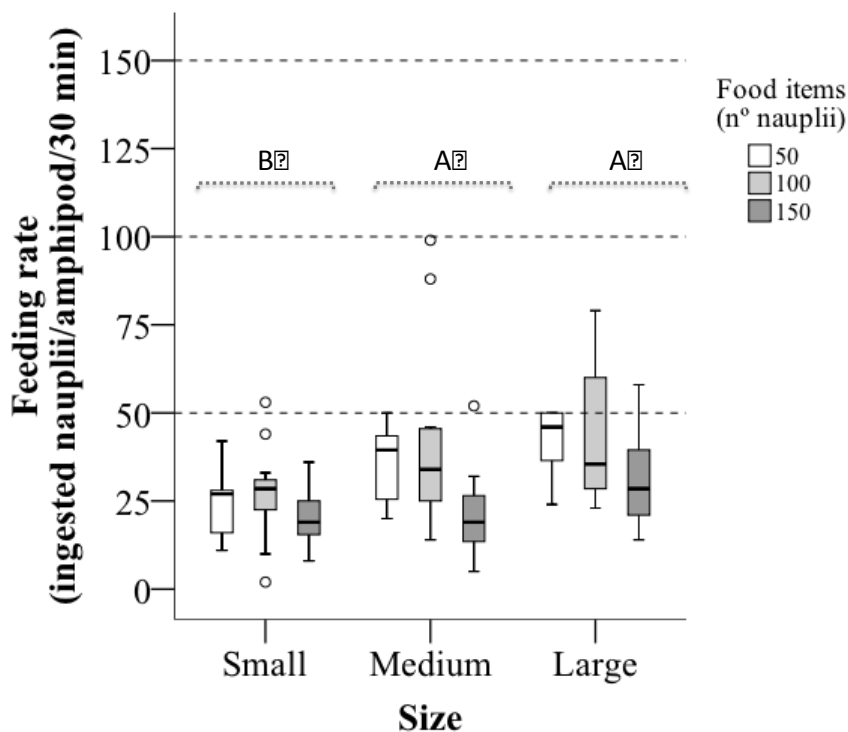 Feeding rate
(ingested nauplii/amphipod/30 min)
150
125
100
75
50
25
0
B⍰
A⍰
A⍰
Small
Medium
Large
Size
Food items
(nº nauplii)
50
100
150